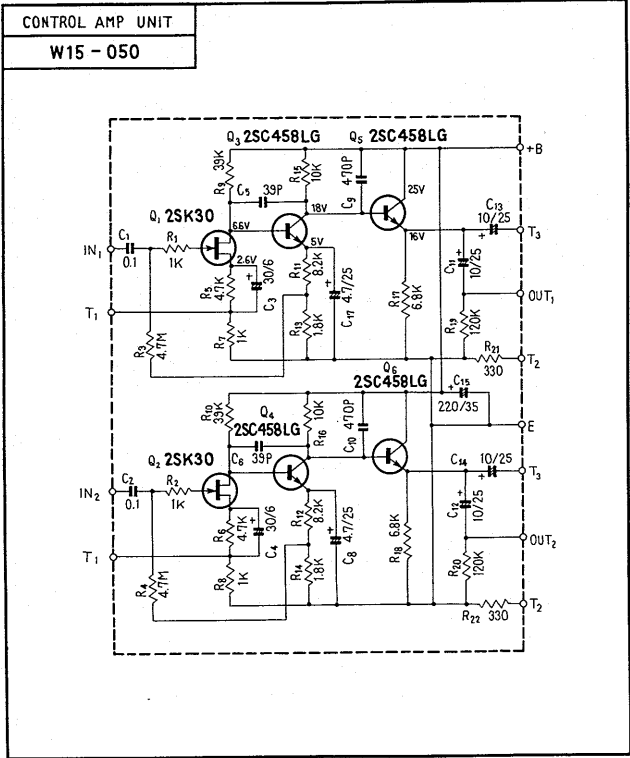 CONTROL AMP UNIT
W15-050
Q3 2SC458LG
Q5 2SC458LG
+B
R9 39K
R15 10K
C9 470P
C5 39P
25V
C13 10/25
Q1 2SK30
6.6V
18V
16V
T3
IN1
C1 0.1
R1 1K
2.6V
5V
R5 4.7K
30/6
C3
R11 8.2K
4.7/25
C17
R17 6.8K
C11 10/25
OUT1
T1
R3 4.7M
R7 1K
R13 1.8K
R19 120K
R21 330
T2
Q6 2SC458LG
C15 220/35
R10 39K
Q4 2SC458LG
10K
R16
C10 470P
E
Q2 2SK30
C6 39P
C14 10/25
T3
IN2
C2 0.1
R2 1K
R6 4.7K
30/6
C4
R12 8.2K
4.7/25
C8
6.8K
R18
C12 10/25
OUT2
T1
R4 4.7M
R8 1K
R14 1.8K
R20 120K
R22 330
T2